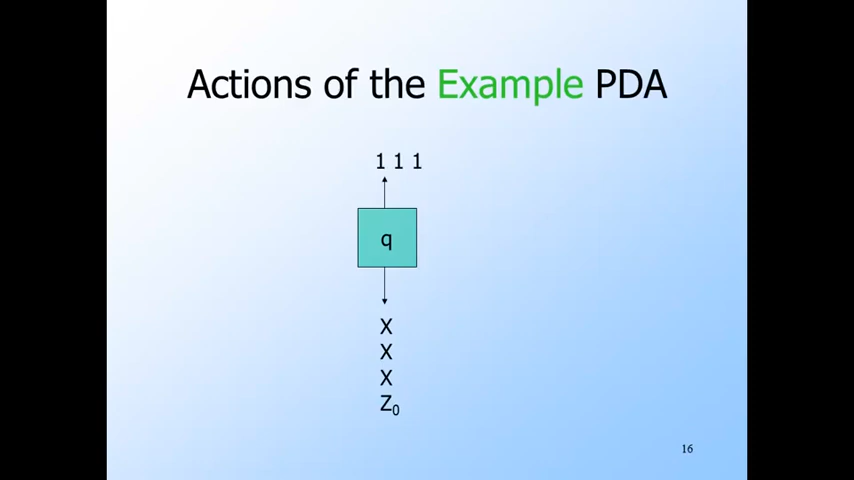 Actions of the Example PDA
1 1 1
q
X
X
X
Z₀
16